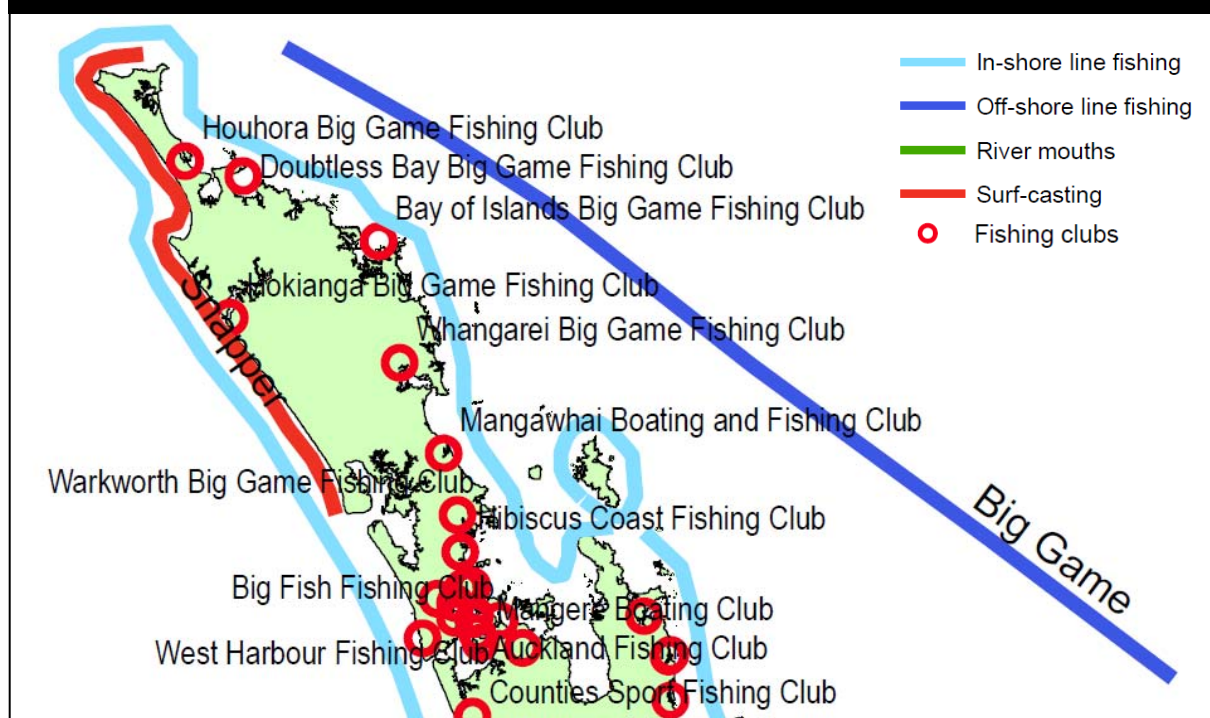 In-shore line fishing
Off-shore line fishing
River mouths
Surf-casting
Fishing clubs
Houhora Big Game Fishing Club
Doubtless Bay Big Game Fishing Club
Bay of Islands Big Game Fishing Club
Hokianga Big Game Fishing Club
Snapper
Whangarei Big Game Fishing Club
Mangawhai Boating and Fishing Club
Warkworth Big Game Fishing Club
Hibiscus Coast Fishing Club
Big Game
Big Fish Fishing Club
Mangere Boating Club
West Harbour Fishing Club
Auckland Fishing Club
Counties Sport Fishing Club